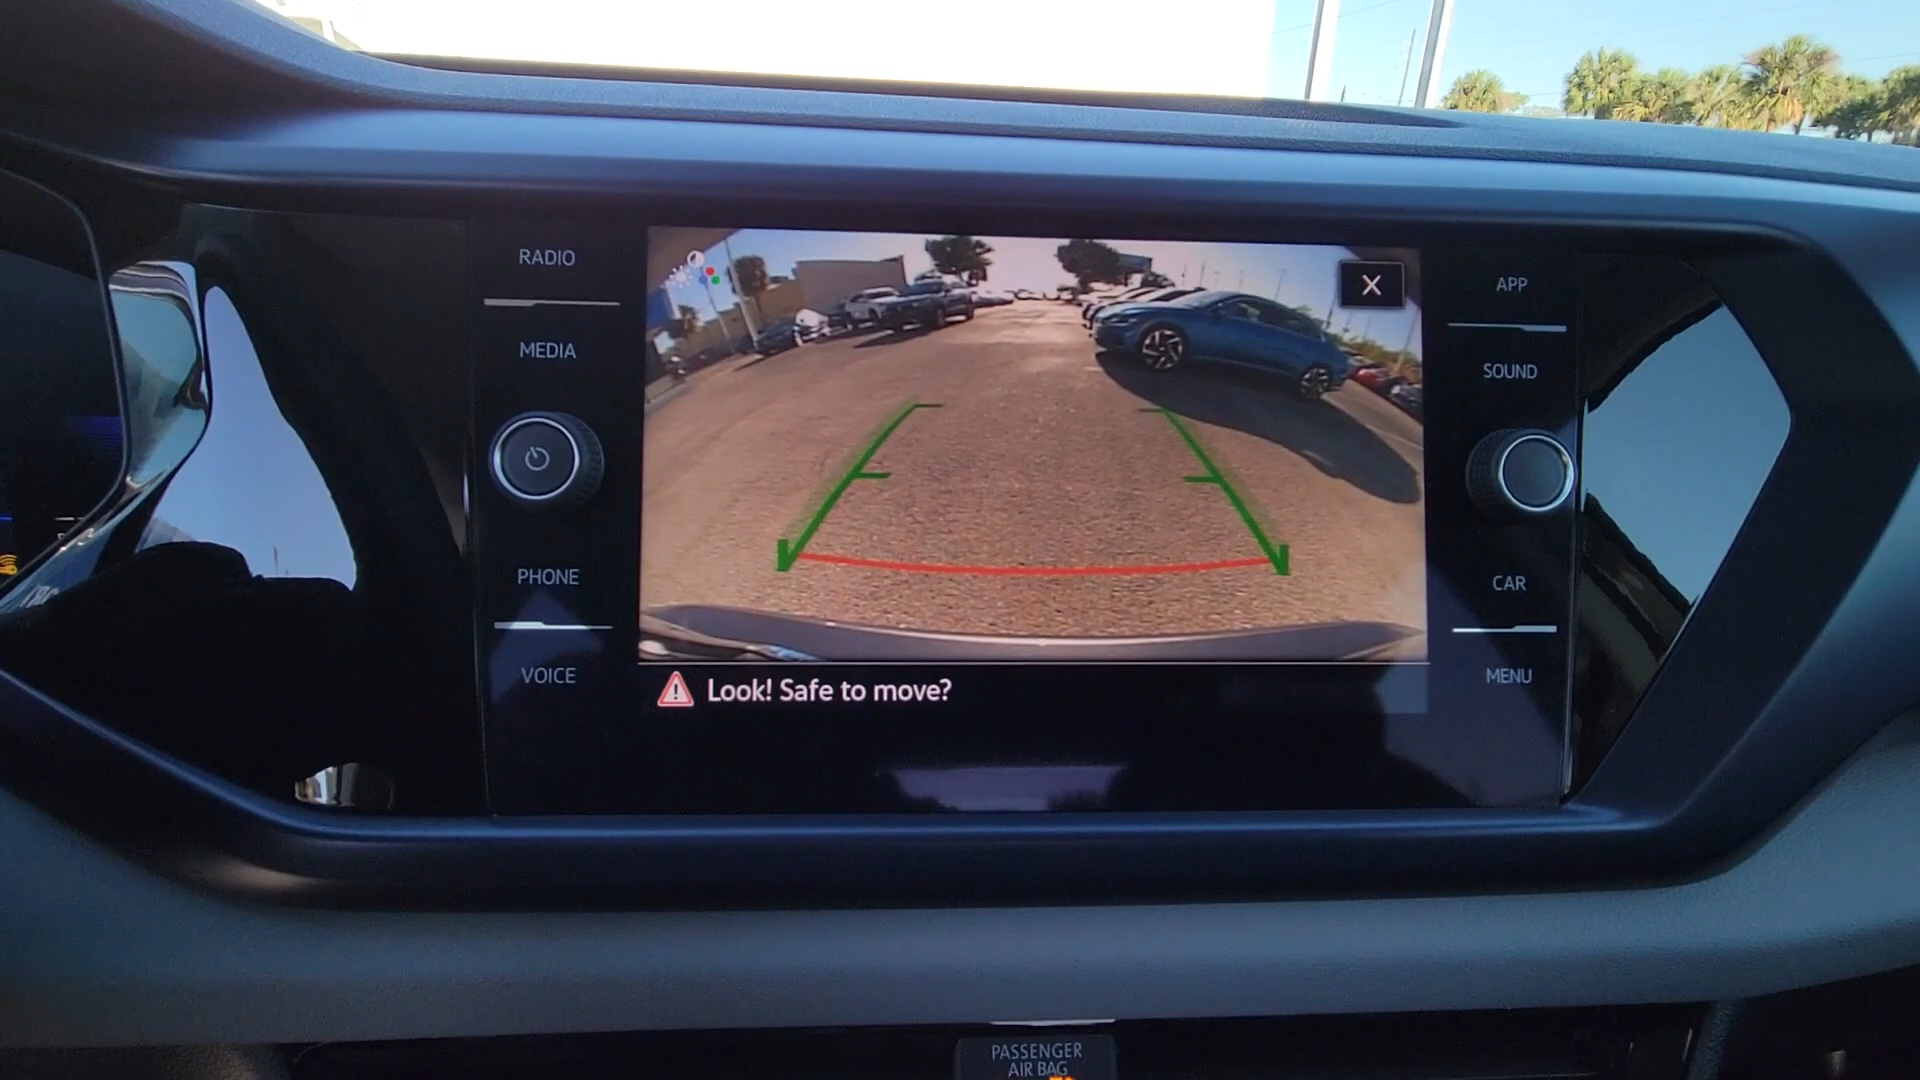 RADIO
MEDIA
PHONE
VOICE
X
Look! Safe to move?
APP
SOUND
CAR
MENU
PASSENGER
AIR BAG